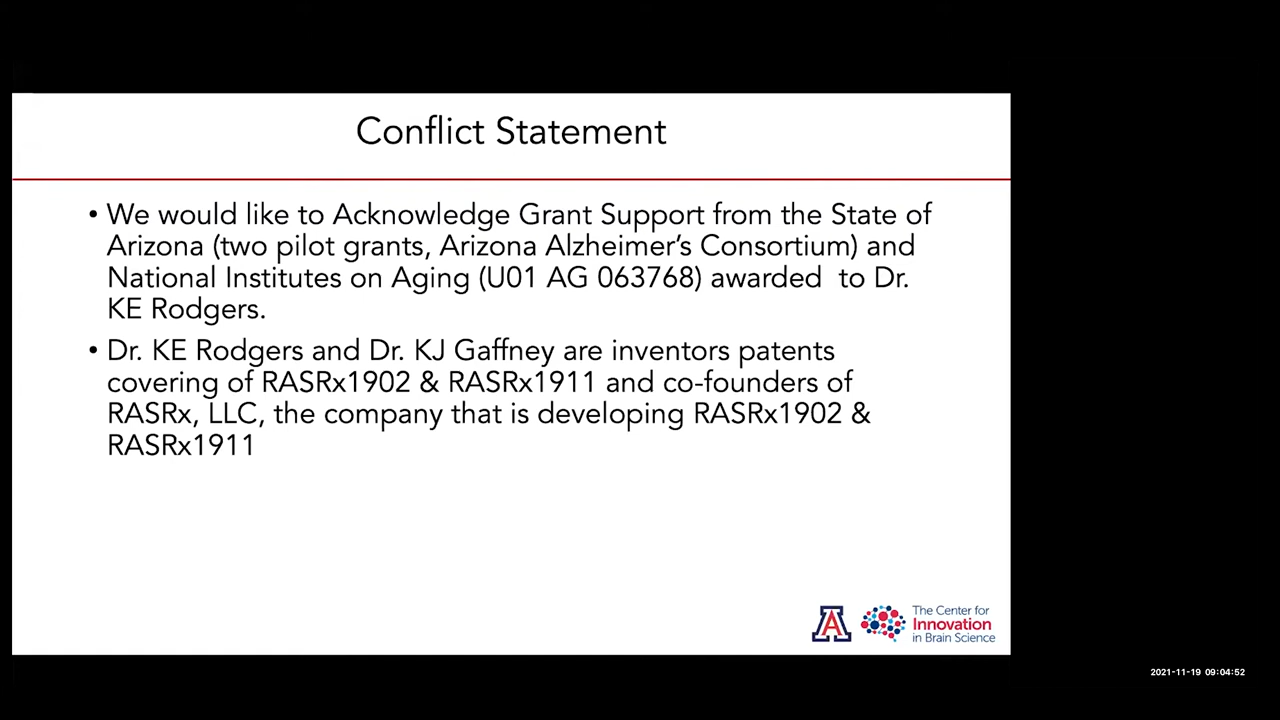 Conflict Statement
• We would like to Acknowledge Grant Support from the State of
Arizona (two pilot grants, Arizona Alzheimer’s Consortium) and
National Institutes on Aging (U01 AG 063768) awarded  to Dr.
KE Rodgers.
• Dr. KE Rodgers and Dr. KJ Gaffney are inventors patents
covering of RASRx1902 & RASRx1911 and co-founders of
RASRx, LLC, the company that is developing RASRx1902 &
RASRx1911
A
The Center for
Innovation
in Brain Science
2021-11-19 09:04:52